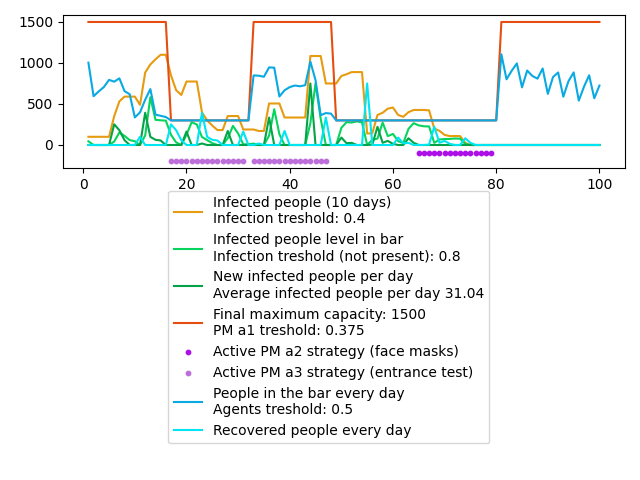 1500
1000
500
0
0 20 40 60 80 100
Infected people (10 days)
Infection treshold: 0.4
Infected people level in bar
Infection treshold (not present): 0.8
New infected people per day
Average infected people per day 31.04
Final maximum capacity: 1500
PM a1 treshold: 0.375
Active PM a2 strategy (face masks)
Active PM a3 strategy (entrance test)
People in the bar every day
Agents treshold: 0.5
Recovered people every day